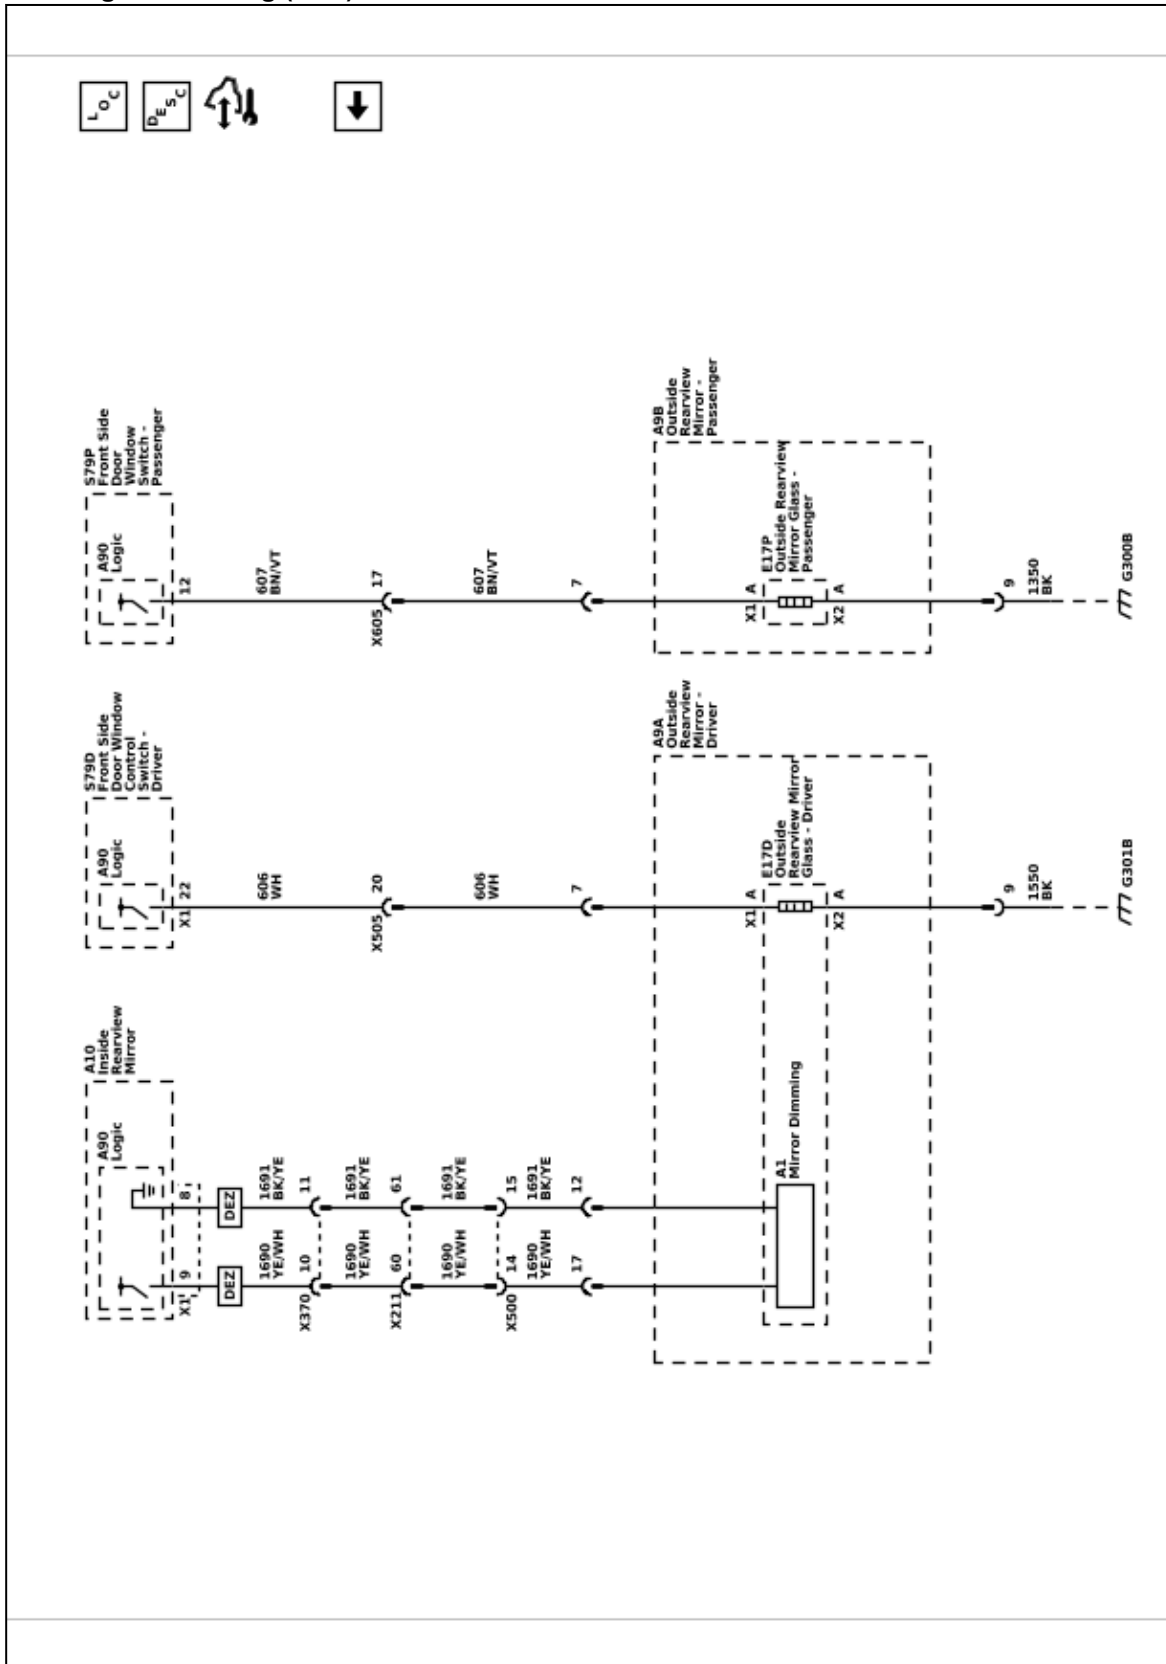 LOC
DESC
S79P
Front Side
Door
Window
Switch -
Passenger
A90
Logic
12
607
BN/VT
17
X605
607
BN/VT
7
A9B
Outside
Rearview
Mirror -
Passenger
E17P
Outside Rearview
Mirror Glass -
Passenger
X1 A
X2 A
9
1350
BK
G300B
S79D
Front Side
Door Window
Control
Switch -
Driver
A90
Logic
X1 22
606
WH
20
X505
606
WH
7
A9A
Outside
Rearview
Mirror -
Driver
E17D
Outside
Rearview Mirror
Glass - Driver
X1 A
X2 A
9
1550
BK
G301B
A10
Inside
Rearview
Mirror
A90
Logic
8
DEZ
1691
BK/YE
11
1691
BK/YE
61
1691
BK/YE
15
1691
BK/YE
12
X1 9
DEZ
1690
YE/WH
X370 10
1690
YE/WH
X211 60
1690
YE/WH
X500 14
1690
YE/WH
17
A1
Mirror Dimming